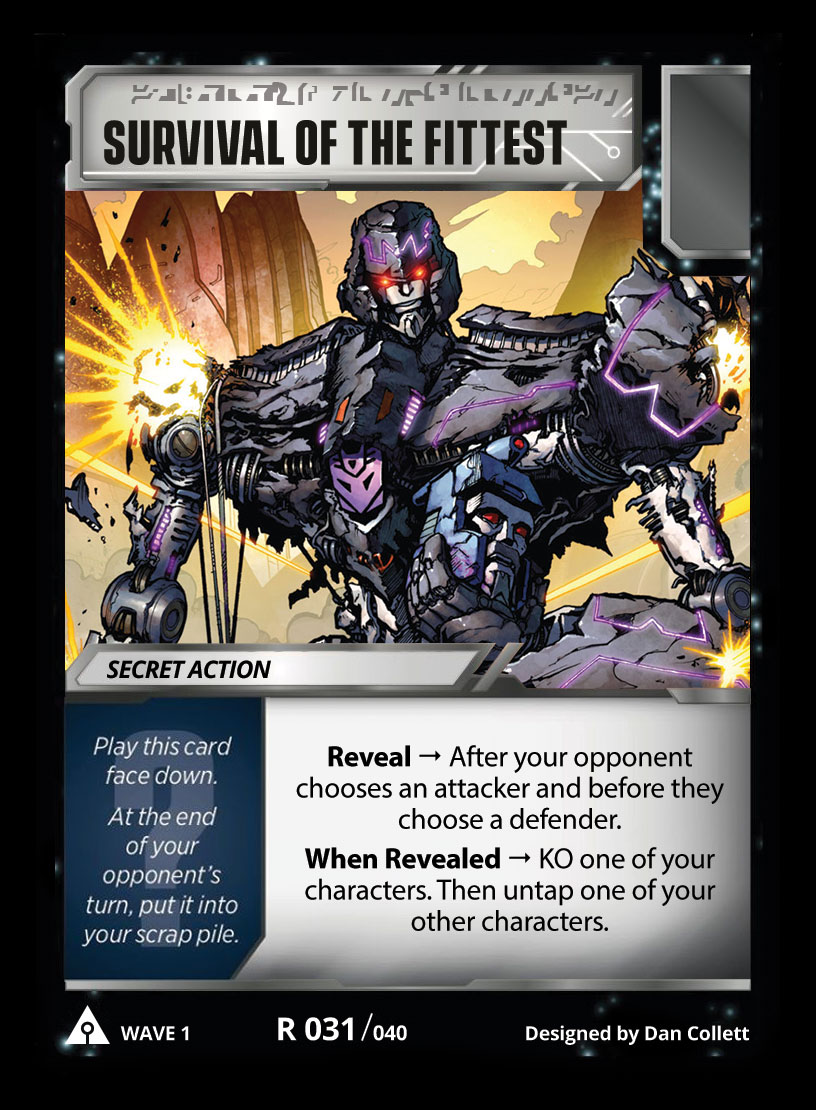 SURVIVAL OF THE FITTEST
SECRET ACTION
Play this card
face down.
At the end
of your
opponent's
turn, put it into
your scrap pile.
Reveal → After your opponent
chooses an attacker and before they
choose a defender.
When Revealed → KO one of your
characters. Then untap one of your
other characters.
WAVE 1
R 031/040
Designed by Dan Collett